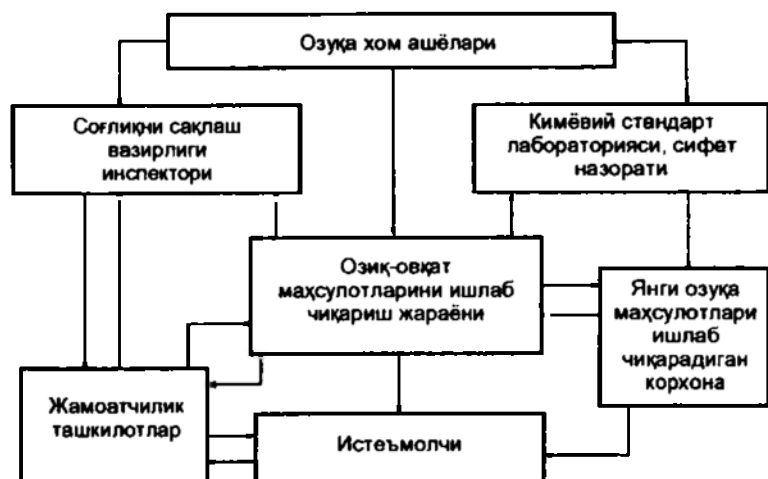 Озуқа хом ашёлари
Соғлиқни сақлаш
вазирлиги
инспектори
Кимёвий стандарт
лабораторияси, сифат
назорати
Озиқ-овқат
маҳсулотларини ишлаб
чиқариш жараёни
Янги озуқа
маҳсулотлари
ишлаб
чиқарадиган
корхона
Жамоатчилик
ташкилотлар
Истеъмолчи